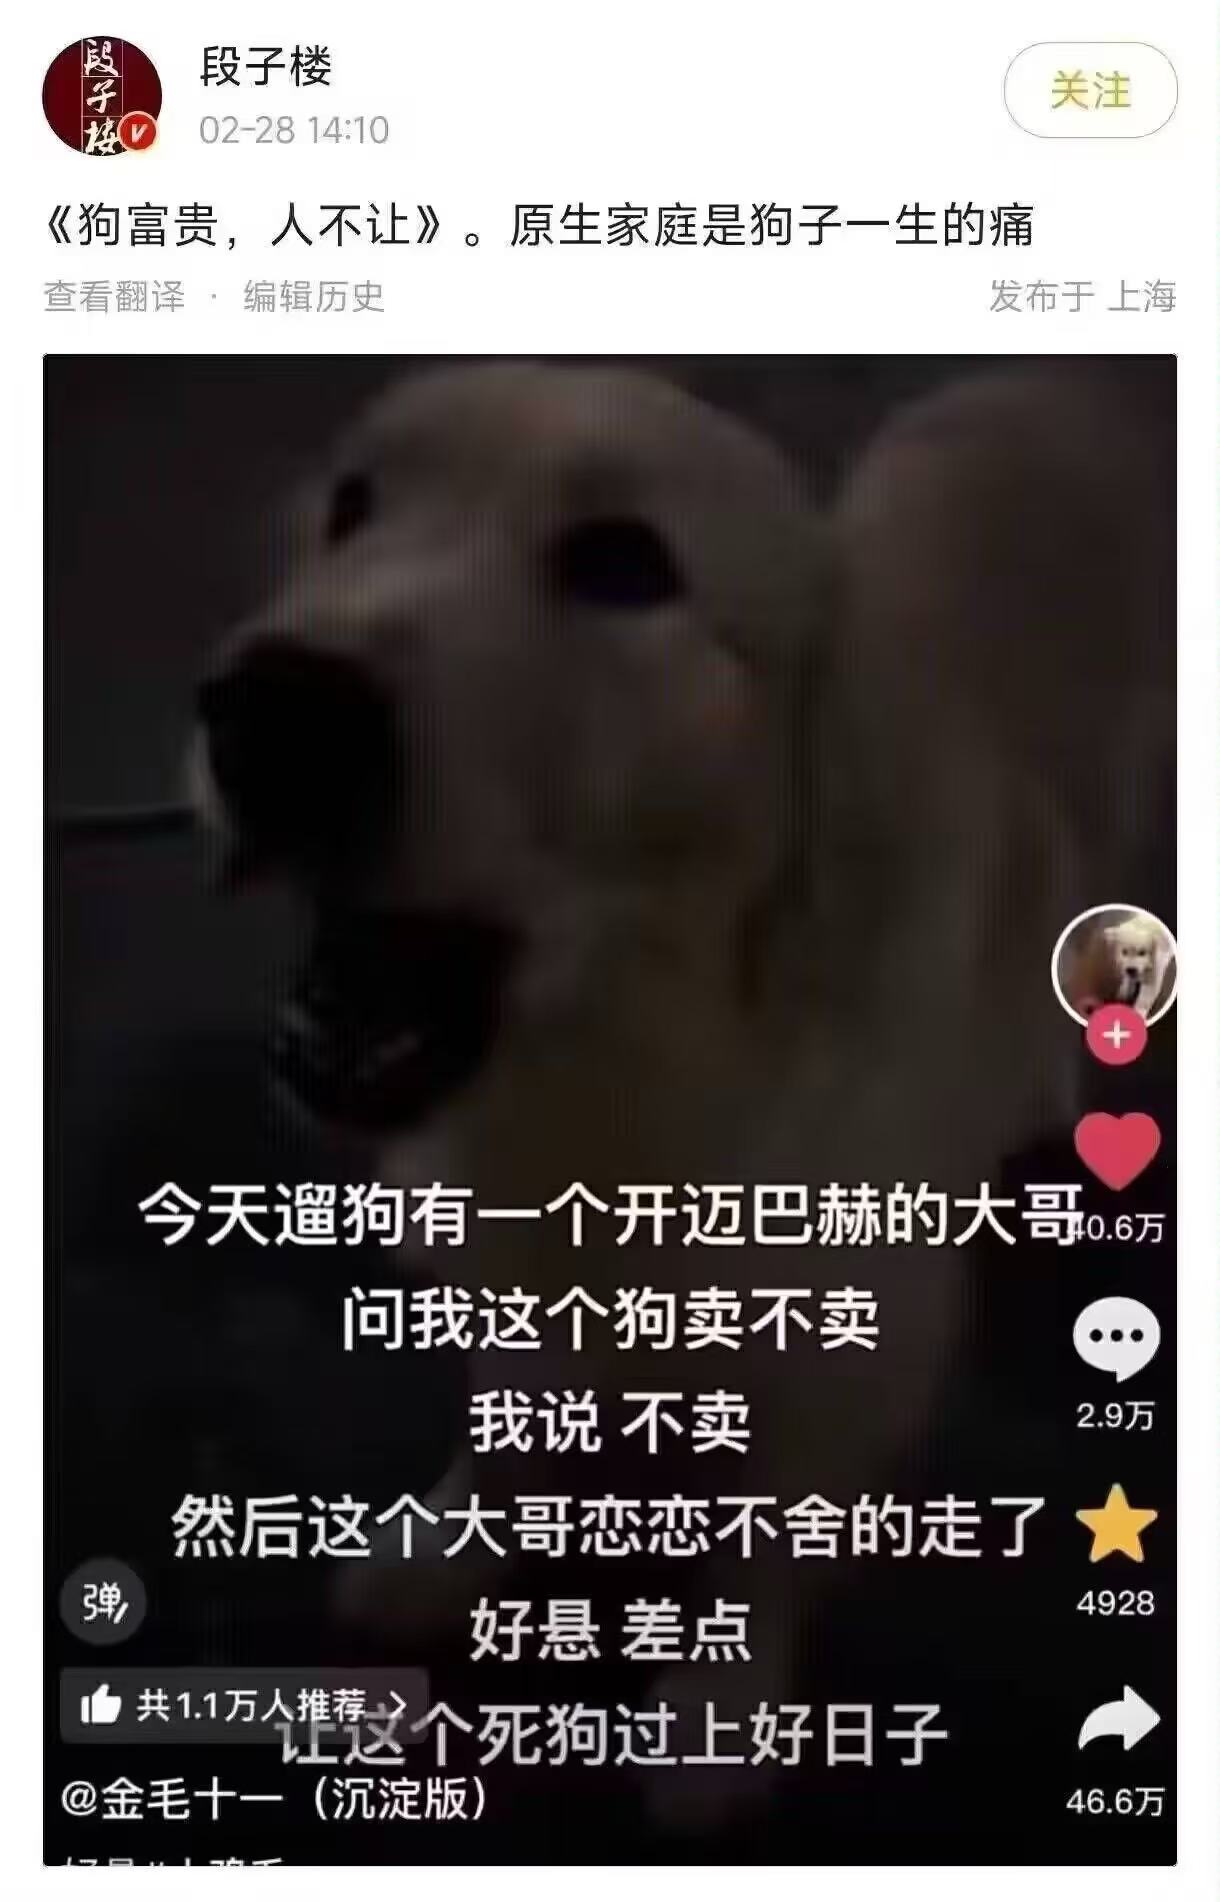 段子楼
段子楼
02-28 14:10
关注
《狗富贵，人不让》。原生家庭是狗子一生的痛
查看翻译 · 编辑历史
发布于 上海
今天遛狗有一个开迈巴赫的大哥
40.6万
问我这个狗卖不卖
我说 不卖
2.9万
然后这个大哥恋恋不舍的走了
4928
弹
好悬 差点
共1.1万人推荐 >
让这个死狗过上好日子
@金毛十一（沉淀版）
46.6万